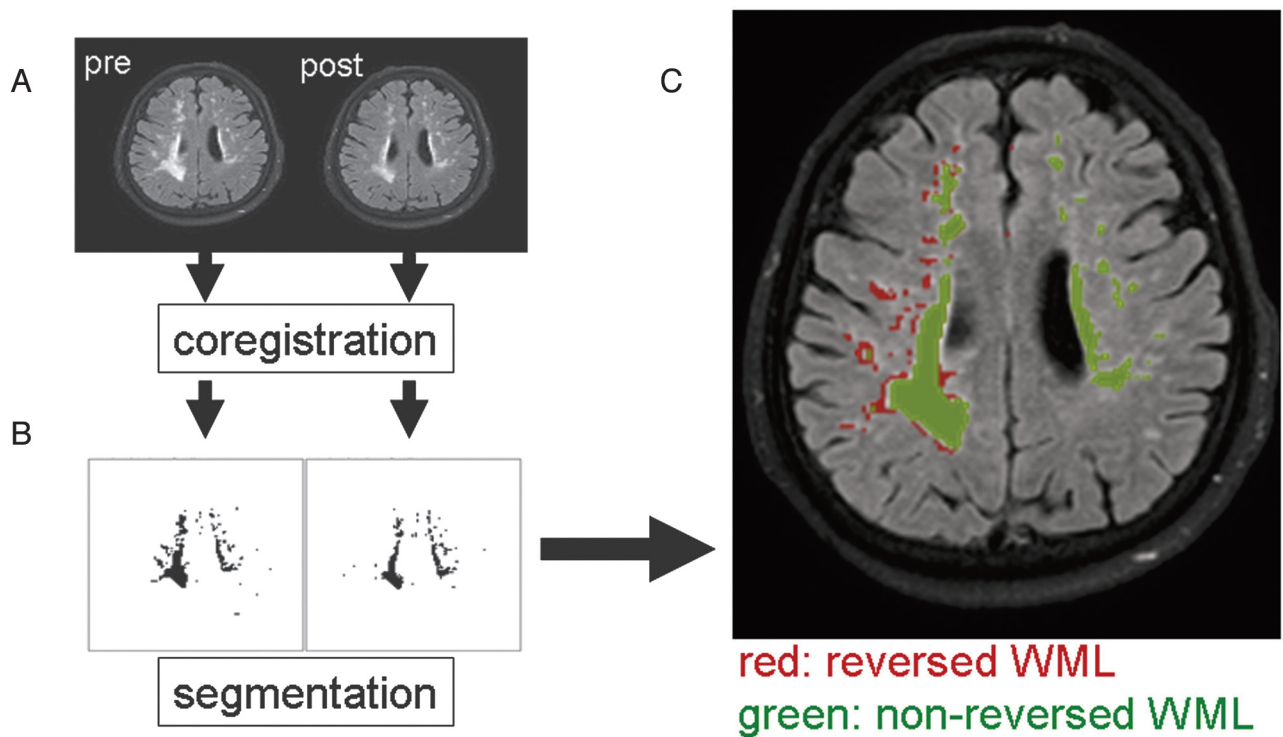 A
pre
post
coregistration
B
segmentation
C
red: reversed WML
green: non-reversed WML